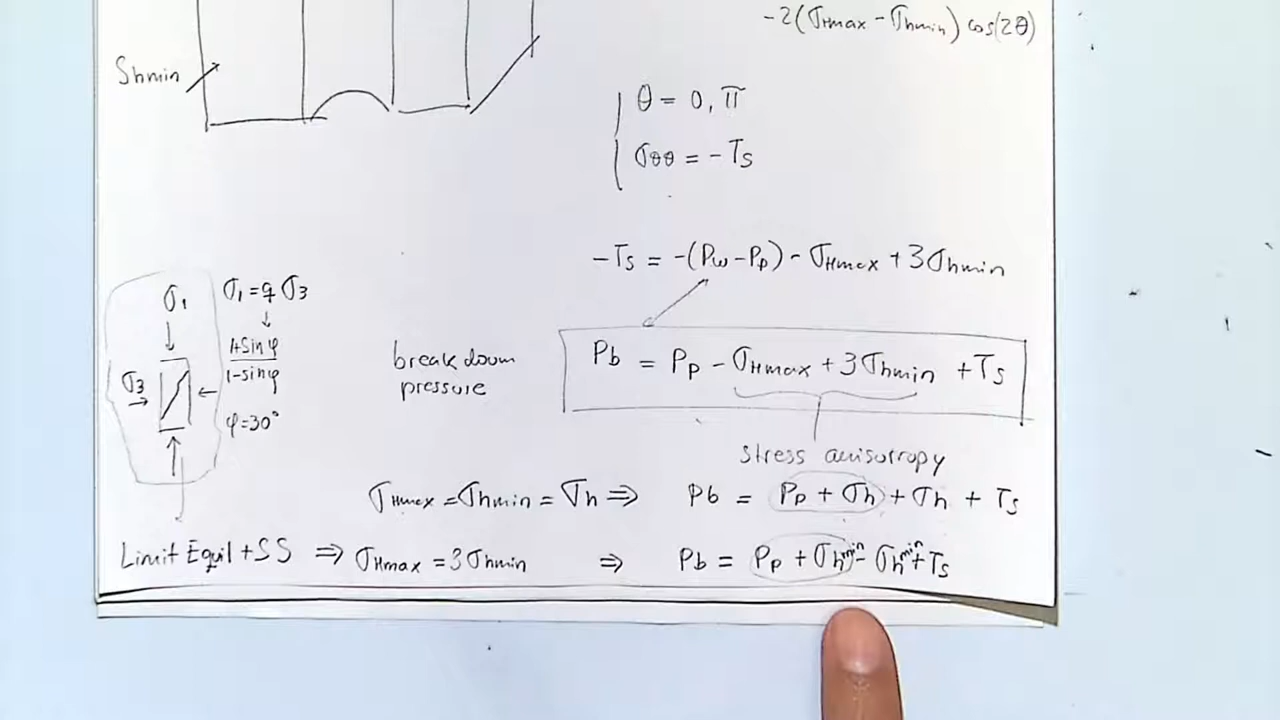 -2(σHmax - σhmin) cos(2θ)
Shmin
θ = 0, π
σθθ = -Ts
-Ts = -(Pw - Pp) - σHmax + 3σhmin
σ1
σ1 = q σ3
↓
1+sinφ
1-sinφ
σ3
φ=30°
breakdown
pressure
Pb = Pp - σHmax + 3σhmin + Ts
stress anisotropy
σHmax = σhmin = σh ⇒ Pb = Pp + σh + σh + Ts
Limit Equil + SS ⇒ σHmax = 3σhmin ⇒ Pb = Pp + σhmin - σhmin + Ts